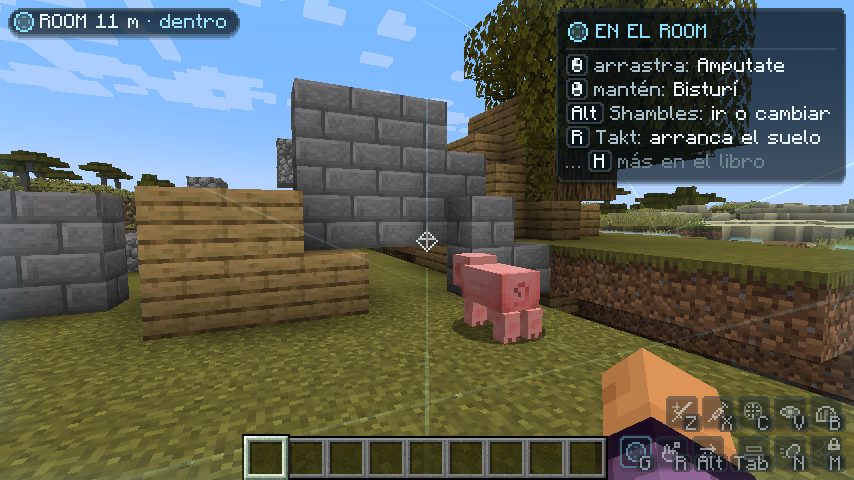 ROOM 11 m · dentro
EN EL ROOM
arrastra: Amputate
mantén: Bisturí
Alt Shambles: ir o cambiar
R Takt: arranca el suelo
... H más en el libro
Z X C V B
G R Alt Tab N M